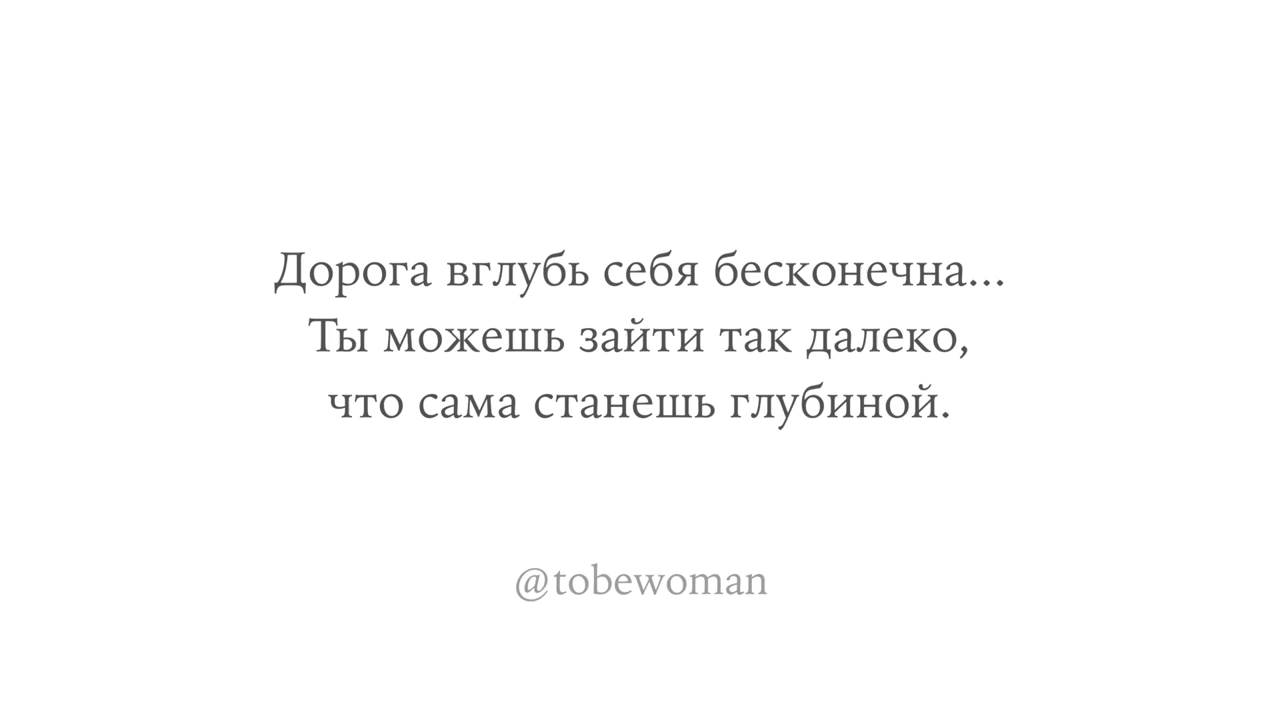 Дорога вглубь себя бесконечна...
Ты можешь зайти так далеко,
что сама станешь глубиной.
@tobewoman